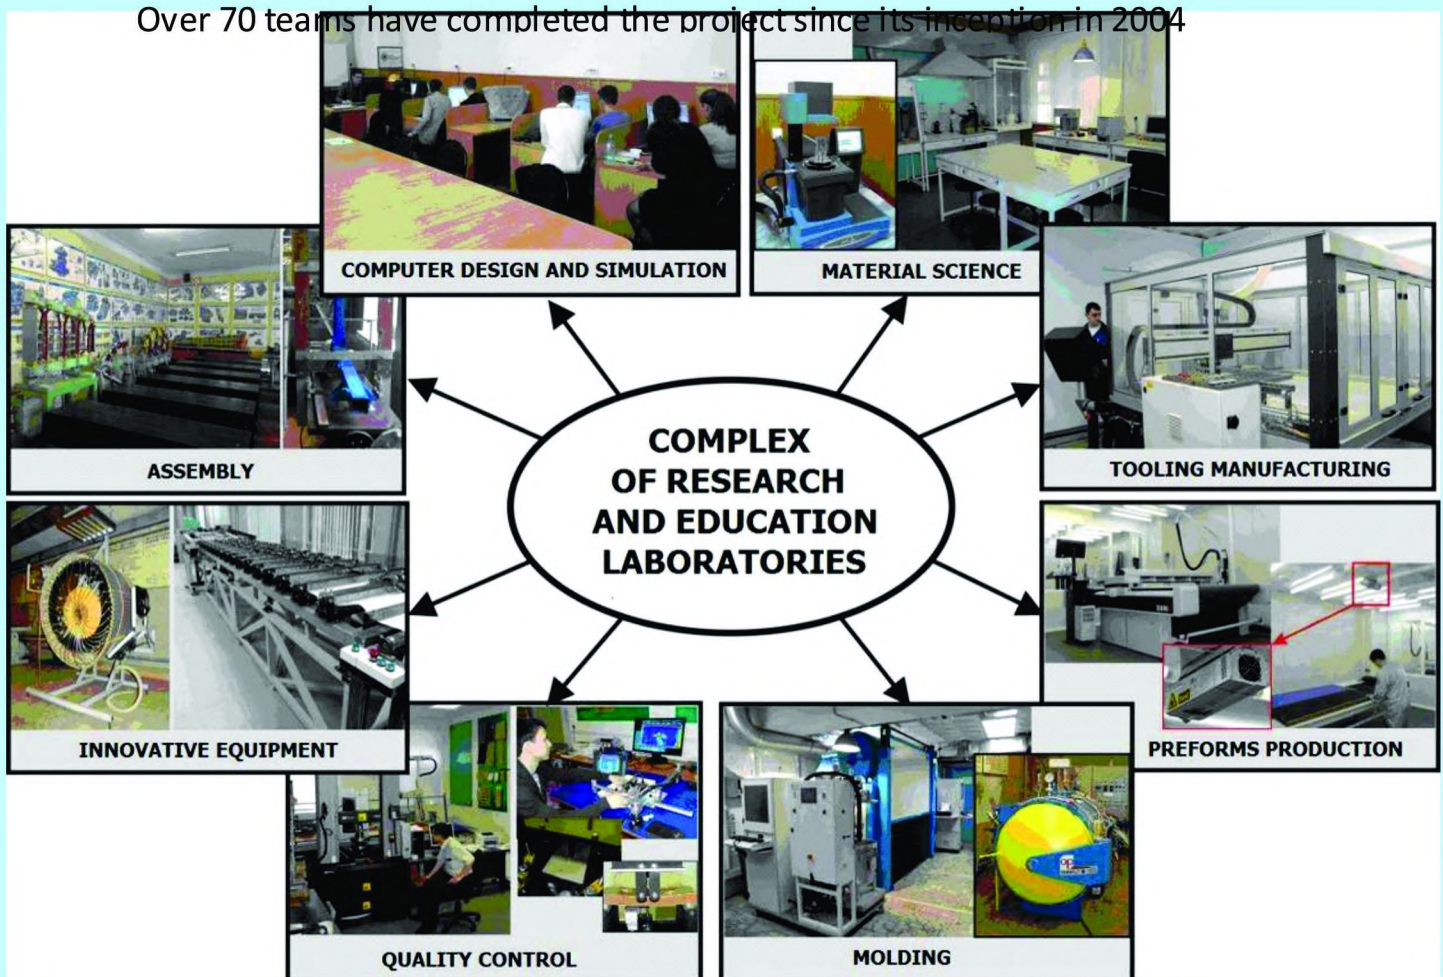 Over 70 teams have completed the project since its inception in 2004
COMPUTER DESIGN AND SIMULATION
MATERIAL SCIENCE
ASSEMBLY
TOOLING MANUFACTURING
COMPLEX
OF RESEARCH
AND EDUCATION
LABORATORIES
INNOVATIVE EQUIPMENT
PREFORMS PRODUCTION
QUALITY CONTROL
MOLDING